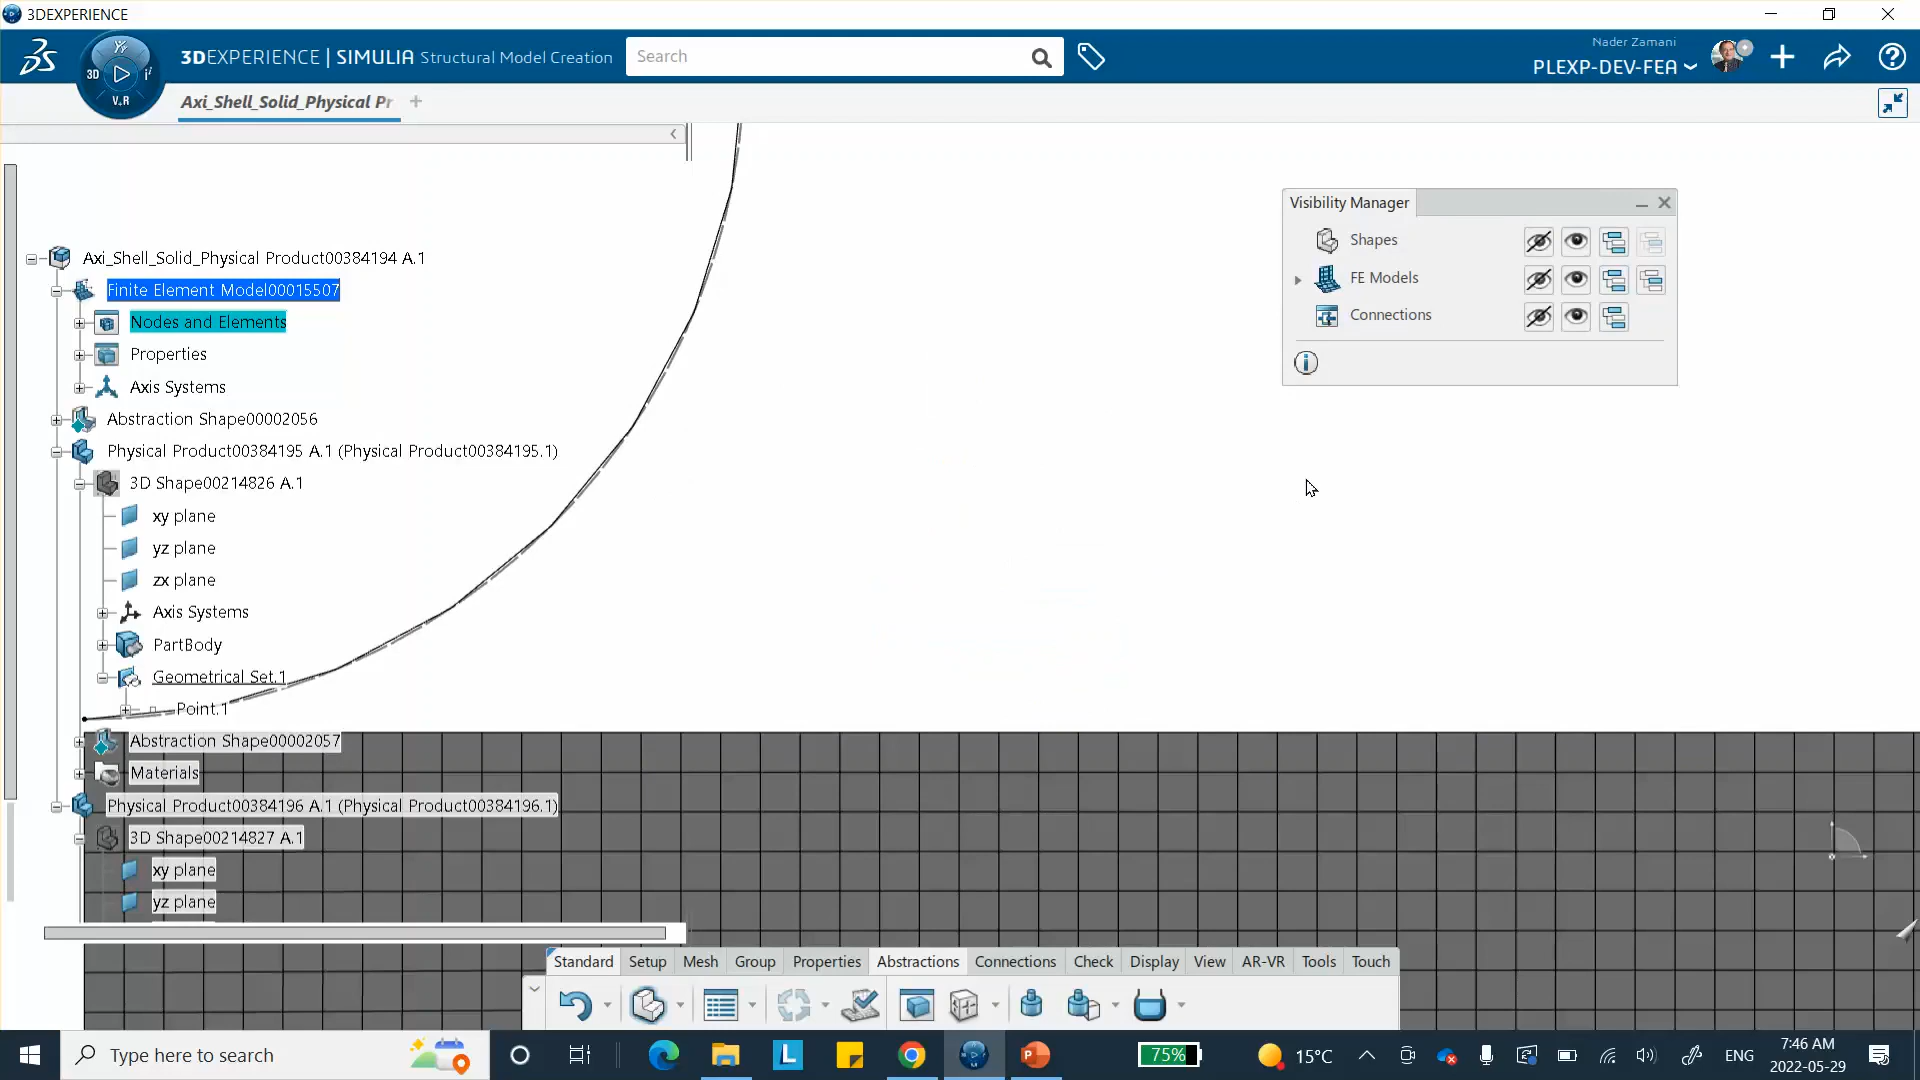 3DEXPERIENCE
3DEXPERIENCE | SIMULIA Structural Model Creation
Search
Nader Zamani
PLEXP-DEV-FEA
3D
V.R
Axi_Shell_Solid_Physical Pr
Visibility Manager
Shapes
FE Models
Connections
Axi_Shell_Solid_Physical Product00384194 A.1
Finite Element Model00015507
Nodes and Elements
Properties
Axis Systems
Abstraction Shape00002056
Physical Product00384195 A.1 (Physical Product00384195.1)
3D Shape00214826 A.1
xy plane
yz plane
zx plane
Axis Systems
PartBody
Geometrical Set.1
Point.1
Abstraction Shape00002057
Materials
Physical Product00384196 A.1 (Physical Product00384196.1)
3D Shape00214827 A.1
xy plane
yz plane
Standard Setup Mesh Group Properties Abstractions Connections Check Display View AR-VR Tools Touch
Type here to search
75%
15°C
ENG
7:46 AM
2022-05-29